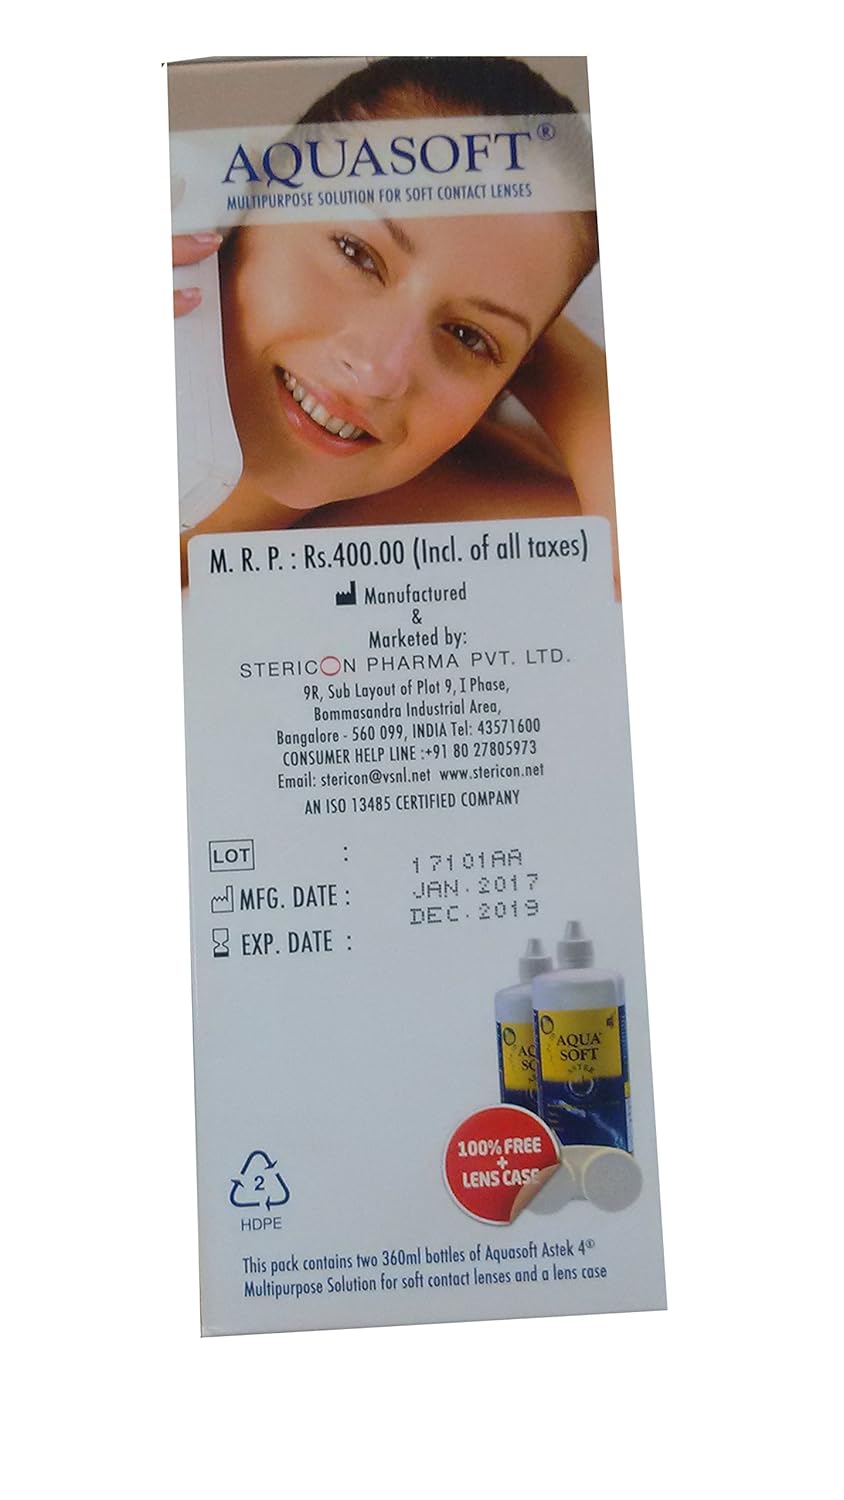 AQUASOFT®
MULTIPURPOSE SOLUTION FOR SOFT CONTACT LENSES
M. R. P. : Rs.400.00 (Incl. of all taxes)
Manufactured
&
Marketed by:
STERICON PHARMA PVT. LTD.
9R, Sub Layout of Plot 9, I Phase,
Bommasandra Industrial Area,
Bangalore - 560 099, INDIA Tel: 43571600
CONSUMER HELP LINE :+91 80 27805973
Email: stericon@vsnl.net www.stericon.net
AN ISO 13485 CERTIFIED COMPANY
LOT : 17101AA
MFG. DATE : JAN. 2017
EXP. DATE : DEC. 2019
AQUA
SOFT
100% FREE
+
LENS CASE
2
HDPE
This pack contains two 360ml bottles of Aquasoft Astek 4®
Multipurpose Solution for soft contact lenses and a lens case